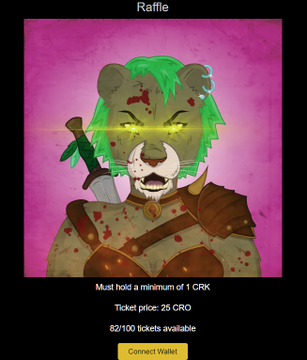 Raffle
Must hold a minimum of 1 CRK
Ticket price: 25 CRO
82/100 tickets available
Connect Wallet